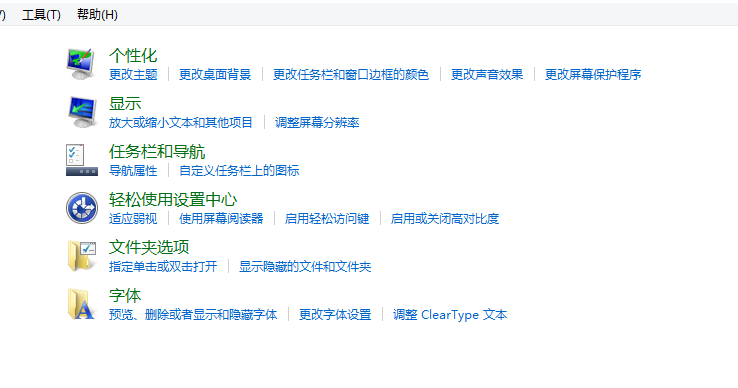 工具(T) 帮助(H)
个性化
更改主题 更改桌面背景 更改任务栏和窗口边框的颜色 更改声音效果 更改屏幕保护程序
显示
放大或缩小文本和其他项目 调整屏幕分辨率
任务栏和导航
导航属性 自定义任务栏上的图标
轻松使用设置中心
适应弱视 使用屏幕阅读器 启用轻松访问键 启用或关闭高对比度
文件夹选项
指定单击或双击打开 显示隐藏的文件和文件夹
字体
预览、删除或者显示和隐藏字体 更改字体设置 调整 ClearType 文本